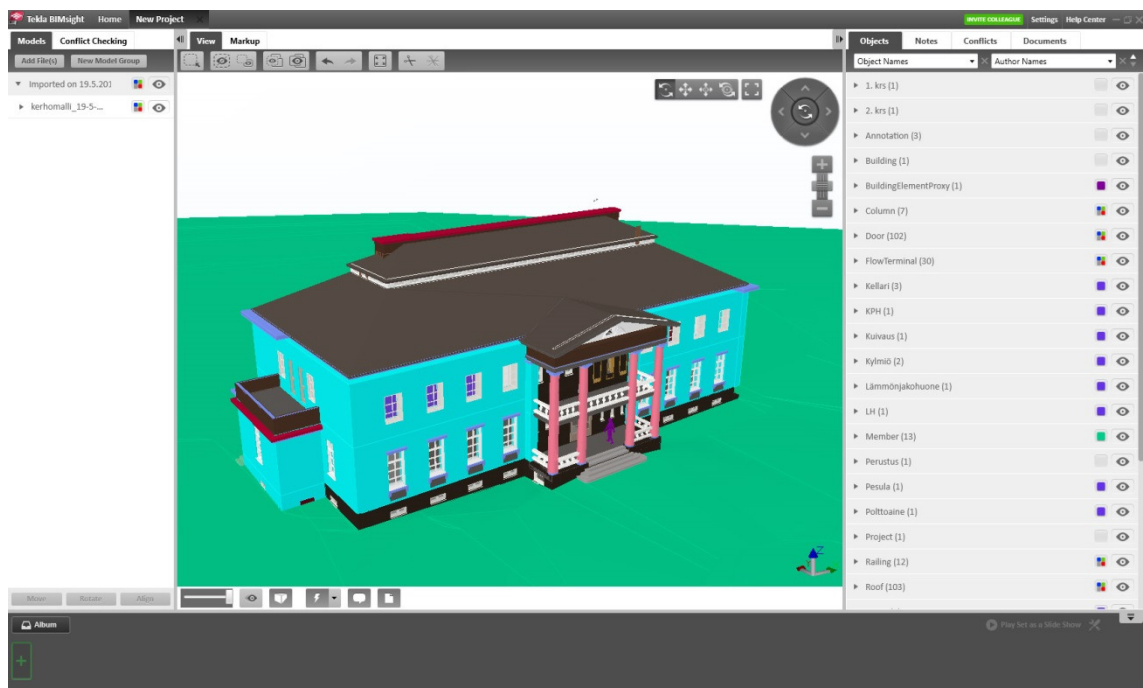 Tekla BIMsight Home New Project
INVITE COLLEAGUE Settings Help Center
Models Conflict Checking
View Markup
Objects Notes Conflicts Documents
Add File(s) New Model Group
Object Names Author Names
Imported on 19.5.201
kerhomalli_19-5-...
1. krs (1)
2. krs (1)
Annotation (3)
Building (1)
BuildingElementProxy (1)
Column (7)
Door (102)
FlowTerminal (30)
Kellari (3)
KPH (1)
Kuivaus (1)
Kylmiö (2)
Lämmönjakohuone (1)
LH (1)
Member (13)
Perustus (1)
Pesula (1)
Polttoaine (1)
Project (1)
Railing (12)
Roof (103)
Z
Move Rotate Align
Album
Play Set as a Slide Show